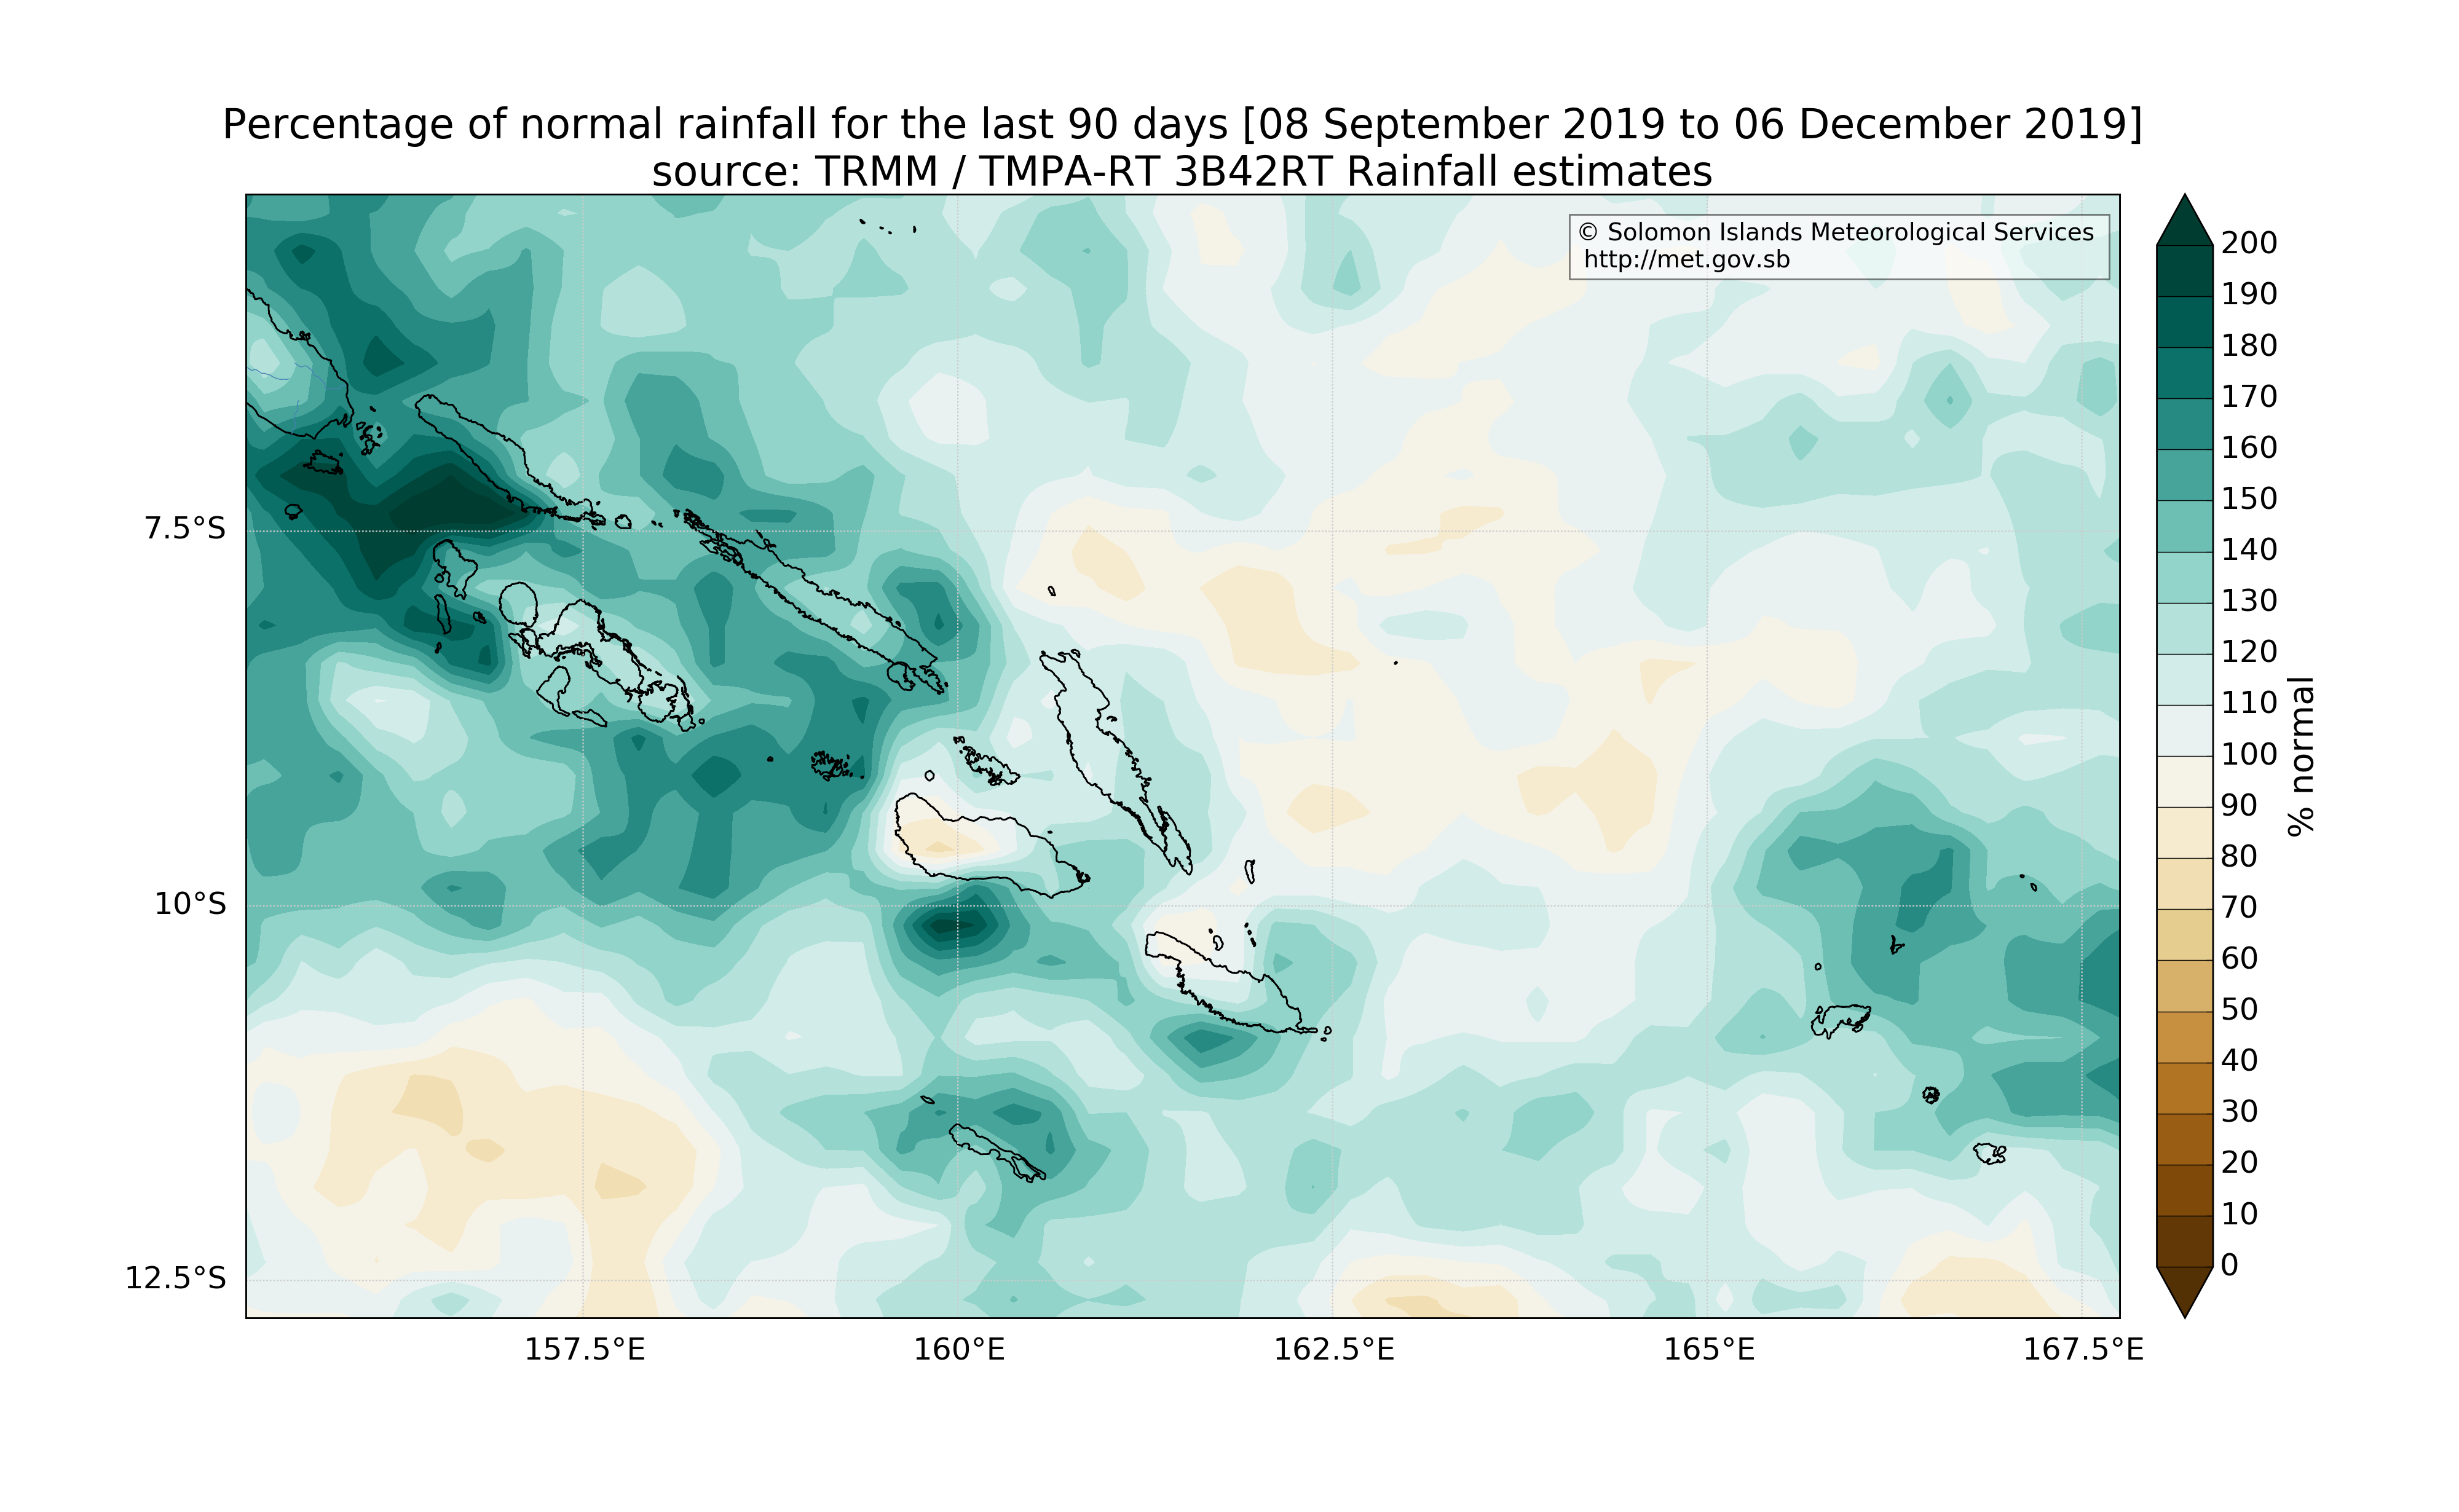 Percentage of normal rainfall for the last 90 days [08 September 2019 to 06 December 2019]
source: TRMM / TMPA-RT 3B42RT Rainfall estimates
© Solomon Islands Meteorological Services
http://met.gov.sb
7.5°S
10°S
12.5°S
157.5°E
160°E
162.5°E
165°E
167.5°E
200
190
180
170
160
150
140
130
120
110
100
90
80
70
60
50
40
30
20
10
0
% normal